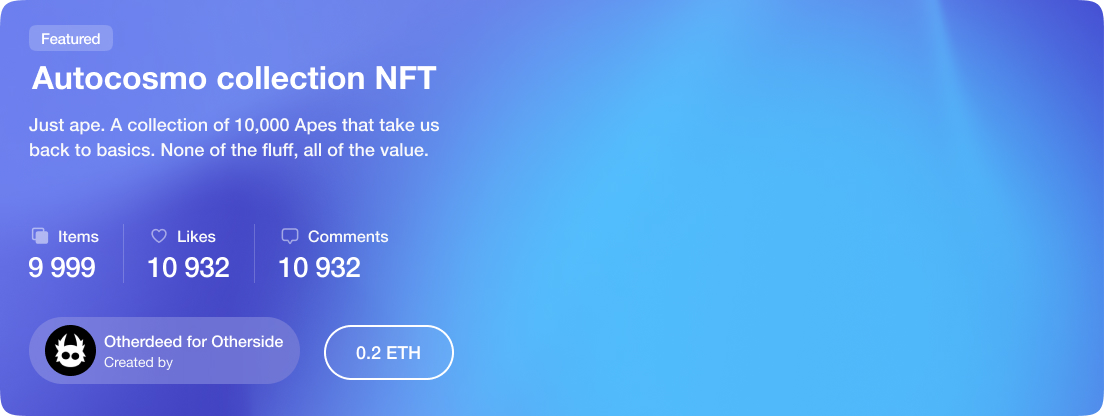 Featured
Autocosmo collection NFT
Just ape. A collection of 10,000 Apes that take us
back to basics. None of the fluff, all of the value.
Items
Likes
Comments
9 999
10 932
10 932
Otherdeed for Otherside
Created by
0.2 ETH